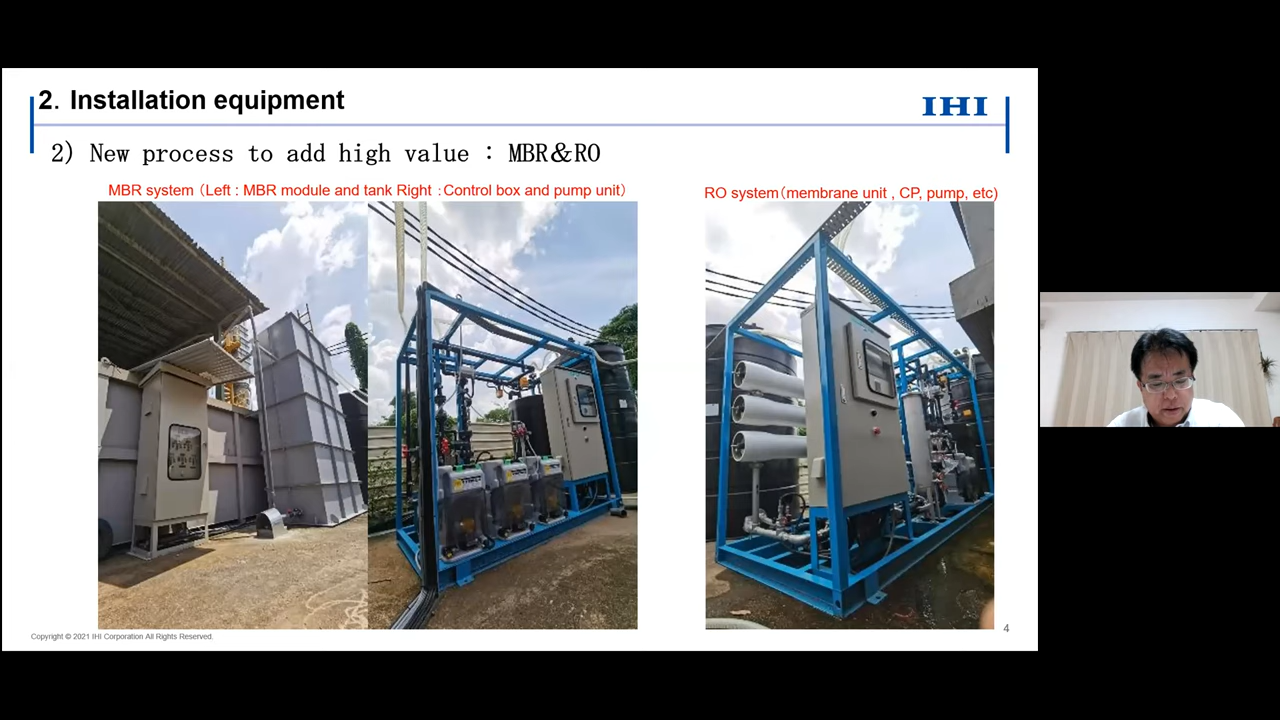 2. Installation equipment
IHI
2) New process to add high value : MBR&RO
MBR system (Left : MBR module and tank Right : Control box and pump unit)
RO system(membrane unit , CP, pump, etc)
Copyright © 2021 IHI Corporation All Rights Reserved.
4